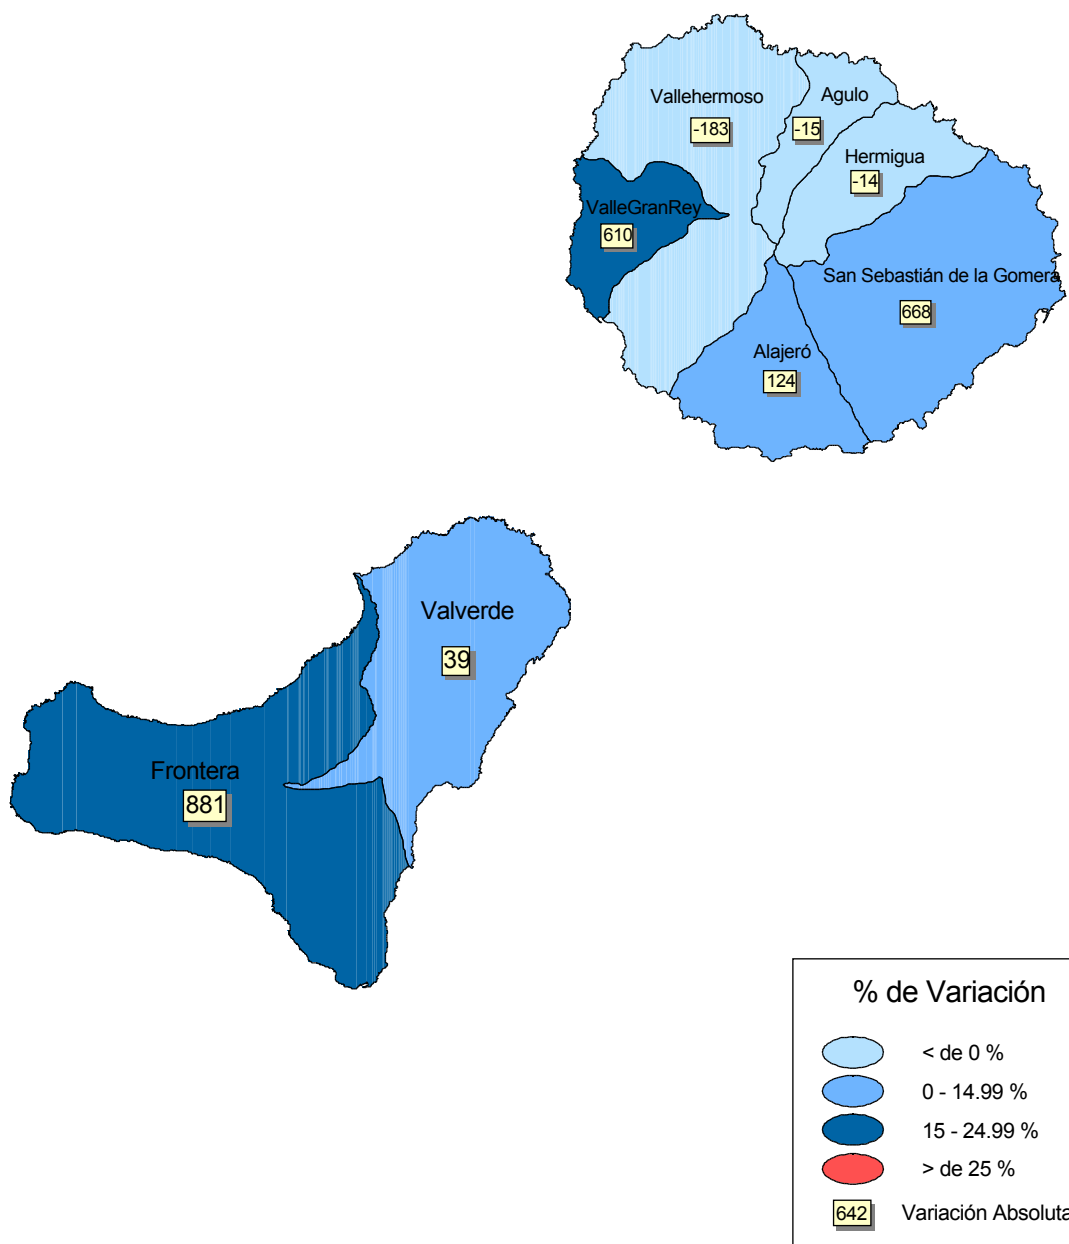 Vallehermoso
-183
Agulo
-15
Hermigua
-14
ValleGranRey
610
San Sebastián de la Gomera
668
Alajeró
124
Valverde
39
Frontera
881
% de Variación
< de 0 %
0 - 14.99 %
15 - 24.99 %
> de 25 %
642 Variación Absoluta